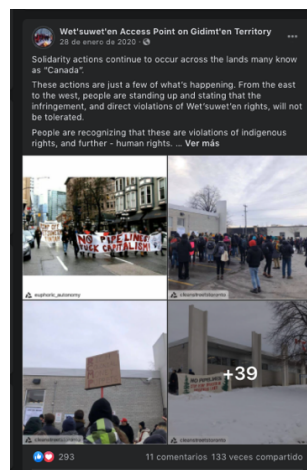 Wet'suwet'en Access Point on Gidimt'en Territory
28 de enero de 2020 ·
Solidarity actions continue to occur across the lands many know
as "Canada".
These actions are just a few of what's happening. From the east
to the west, people are standing up and stating that the
infringement, and direct violations of Wet'suwet'en rights, will not
be tolerated.
People are recognizing that these are violations of indigenous
rights, and further - human rights. ... Ver más
NO PIPELINES
FUCK CAPITALISM!
euphoric_autonomy
+39
293
11 comentarios 133 veces compartido